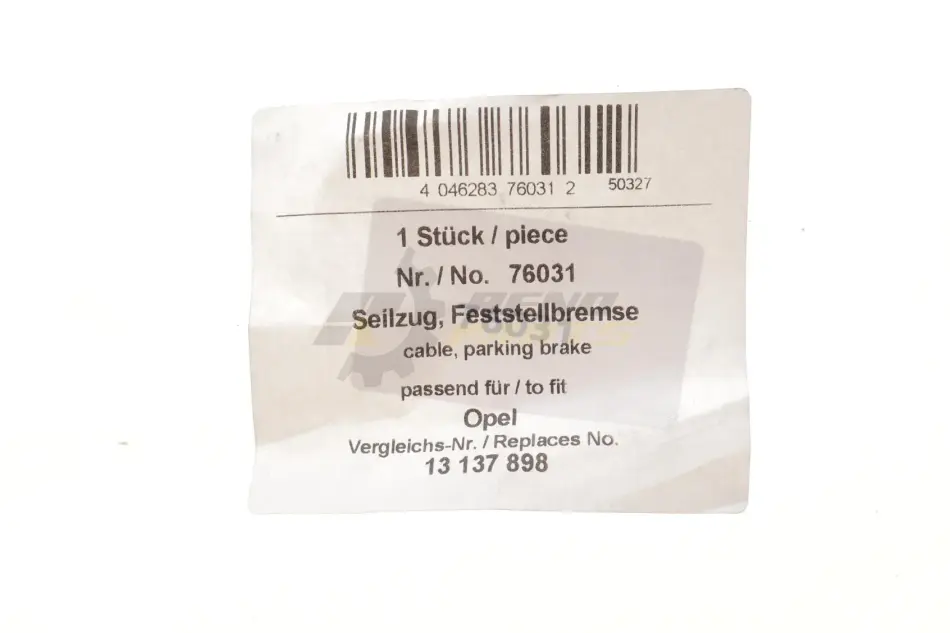 4 046283 76031 2 50327
1 Stück / piece
Nr. / No. 76031
Seilzug, Feststellbremse
cable, parking brake
passend für / to fit
Opel
Vergleichs-Nr. / Replaces No.
13 137 898